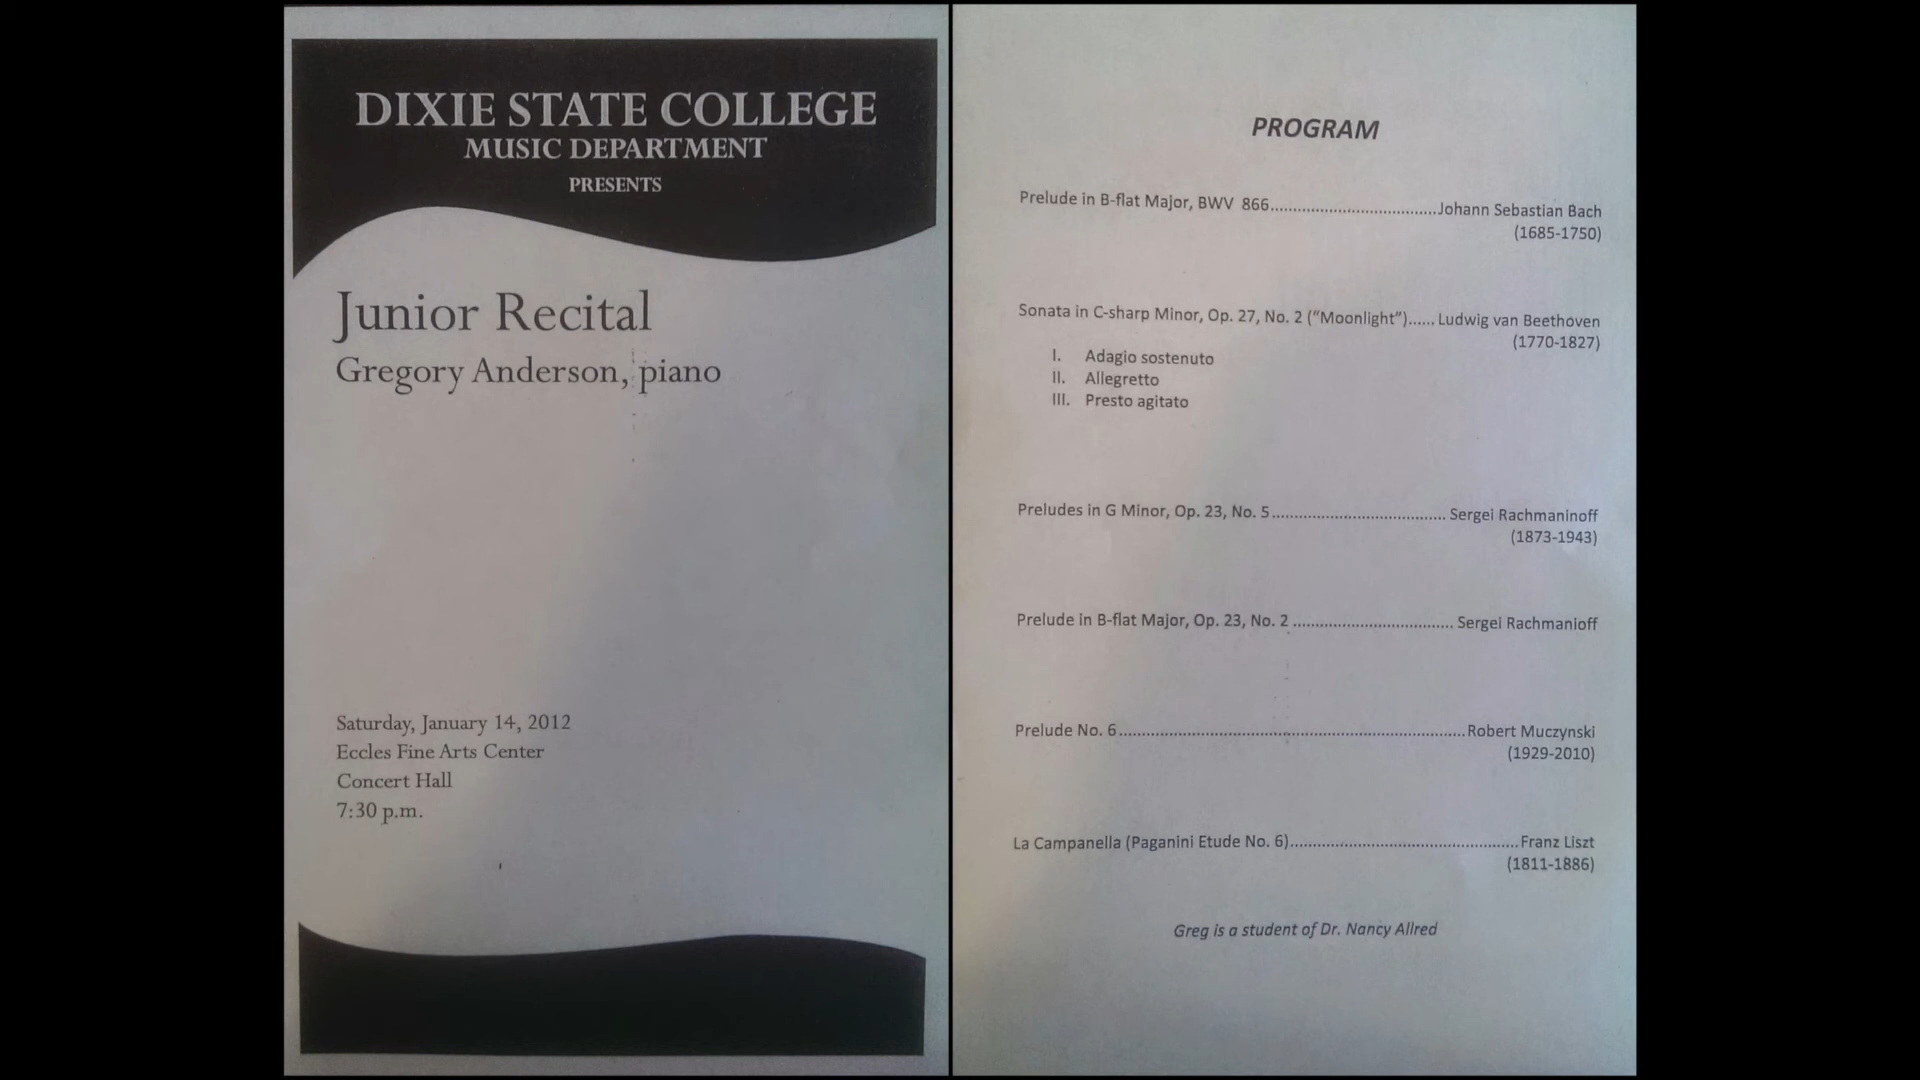 DIXIE STATE COLLEGE
MUSIC DEPARTMENT
PRESENTS
Junior Recital
Gregory Anderson, piano
Saturday, January 14, 2012
Eccles Fine Arts Center
Concert Hall
7:30 p.m.
PROGRAM
Prelude in B-flat Major, BWV 866.......................................Johann Sebastian Bach
(1685-1750)
Sonata in C-sharp Minor, Op. 27, No. 2 (“Moonlight”)...... Ludwig van Beethoven
(1770-1827)
I. Adagio sostenuto
II. Allegretto
III. Presto agitato
Preludes in G Minor, Op. 23, No. 5......................................... Sergei Rachmaninoff
(1873-1943)
Prelude in B-flat Major, Op. 23, No. 2 ...................................... Sergei Rachmanioff
Prelude No. 6..................................................................................Robert Muczynski
(1929-2010)
La Campanella (Paganini Etude No. 6)......................................................Franz Liszt
(1811-1886)
Greg is a student of Dr. Nancy Allred